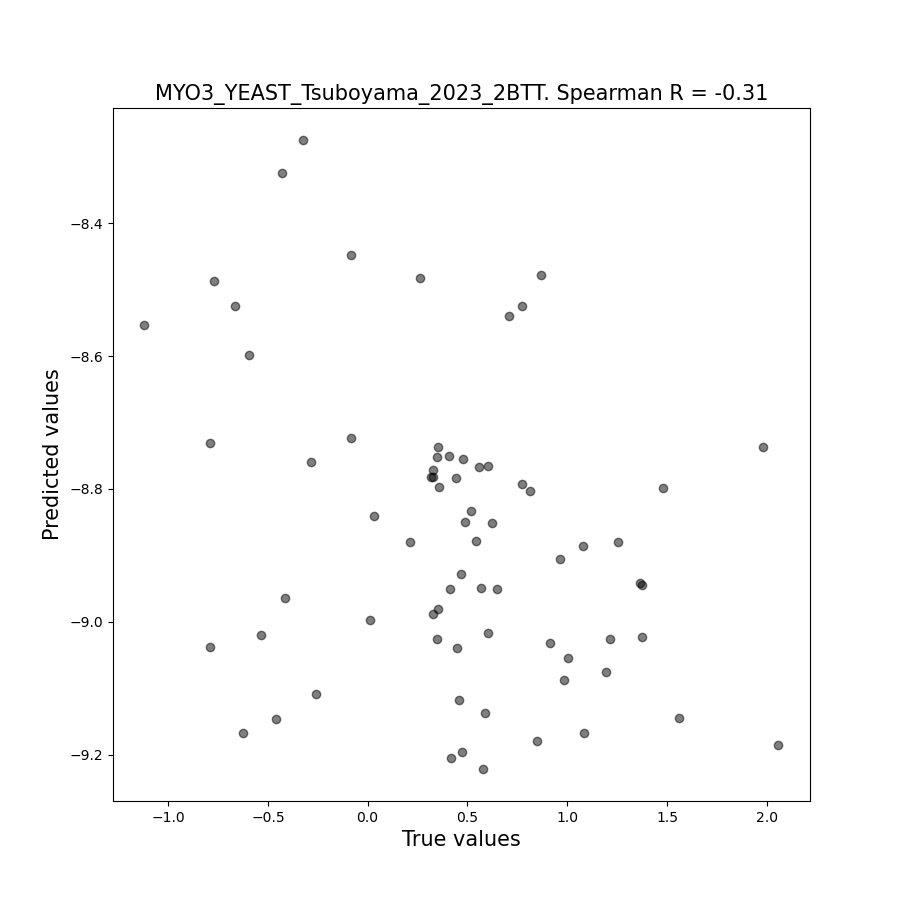 MYO3_YEAST_Tsuboyama_2023_2BTT. Spearman R = -0.31
Predicted values
−8.4
−8.6
−8.8
−9.0
−9.2
−1.0 −0.5 0.0 0.5 1.0 1.5 2.0
True values